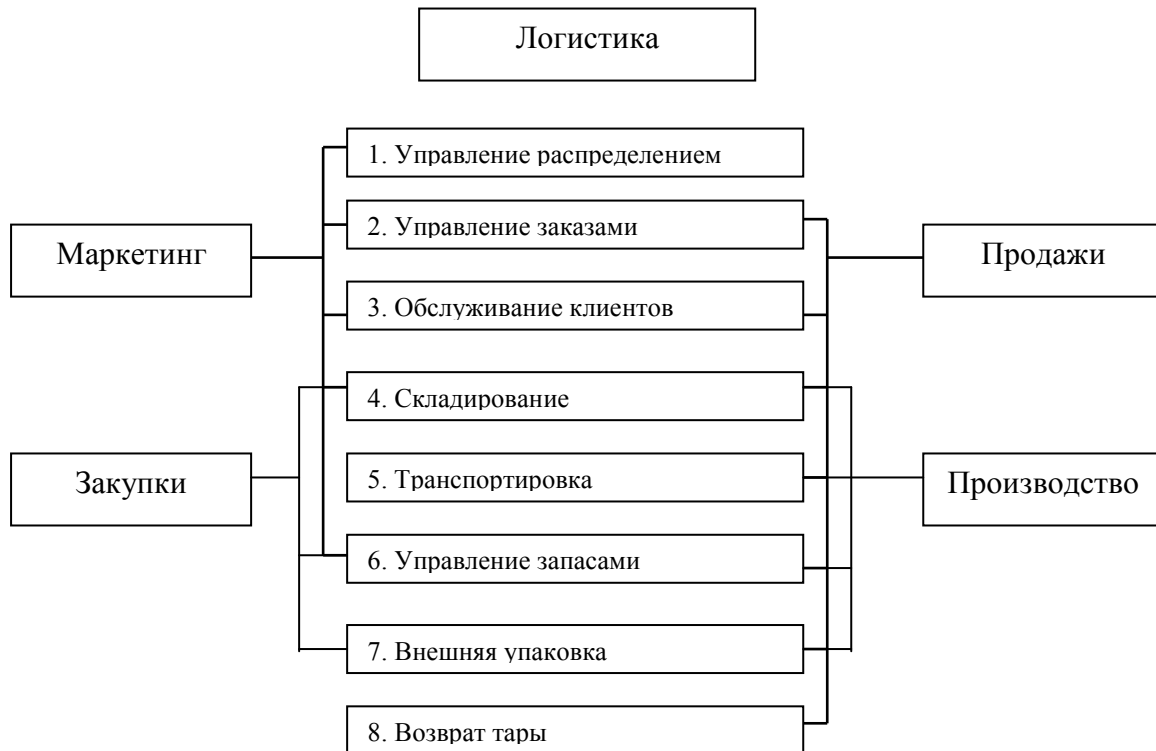 Логистика
1. Управление распределением
2. Управление заказами
Маркетинг
Продажи
3. Обслуживание клиентов
4. Складирование
Закупки
5. Транспортировка
Производство
6. Управление запасами
7. Внешняя упаковка
8. Возврат тары